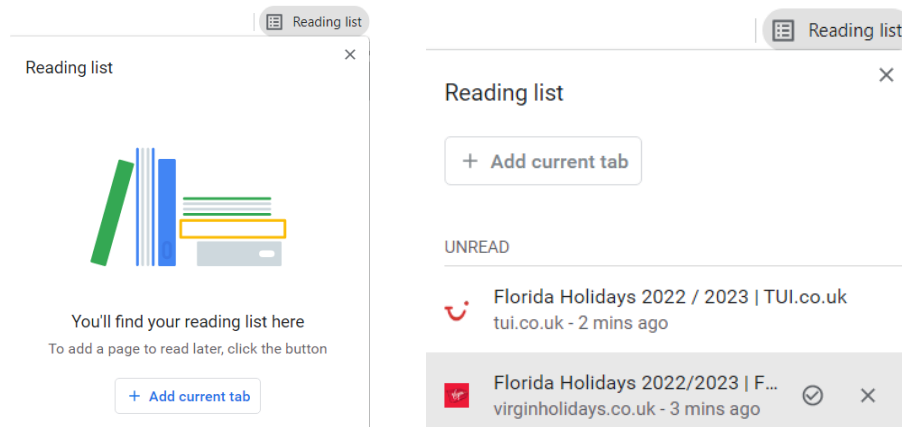 Reading list
Reading list
You'll find your reading list here
To add a page to read later, click the button
+ Add current tab
Reading list
Reading list
+ Add current tab
UNREAD
Florida Holidays 2022 / 2023 | TUI.co.uk
tui.co.uk - 2 mins ago
Florida Holidays 2022/2023 | F...
virginholidays.co.uk - 3 mins ago